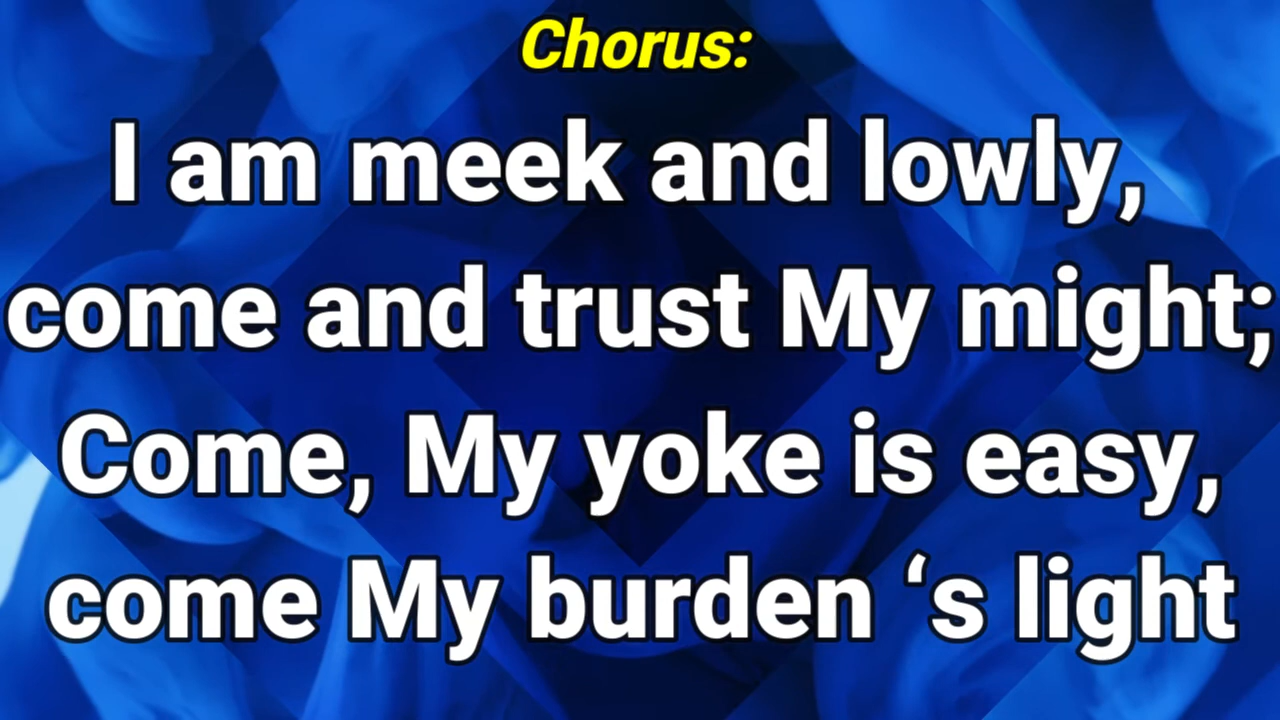 Chorus:
I am meek and lowly,
come and trust My might;
Come, My yoke is easy,
come My burden ‘s light